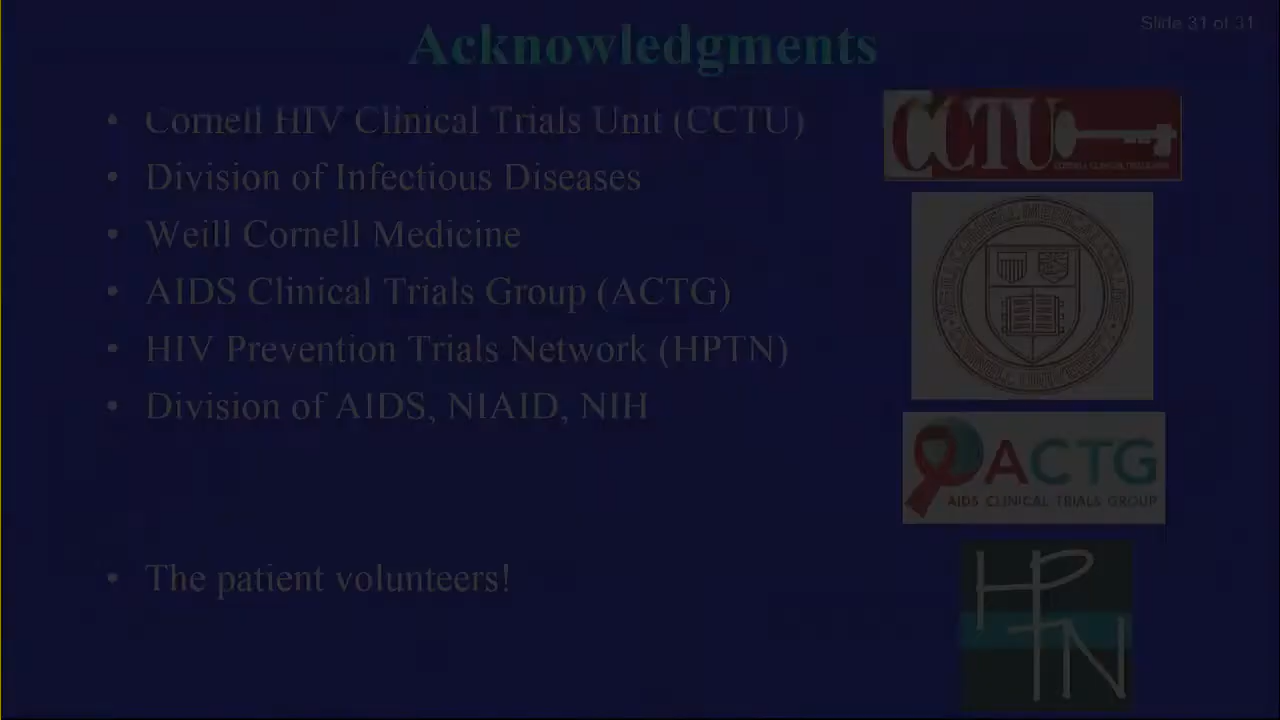 Slide 31 of 31
Acknowledgments
• Cornell HIV Clinical Trials Unit (CCTU)
• Division of Infectious Diseases
• Weill Cornell Medicine
• AIDS Clinical Trials Group (ACTG)
• HIV Prevention Trials Network (HPTN)
• Division of AIDS, NIAID, NIH
• The patient volunteers!
CCTU
ACTG
AIDS CLINICAL TRIALS GROUP
HPTN